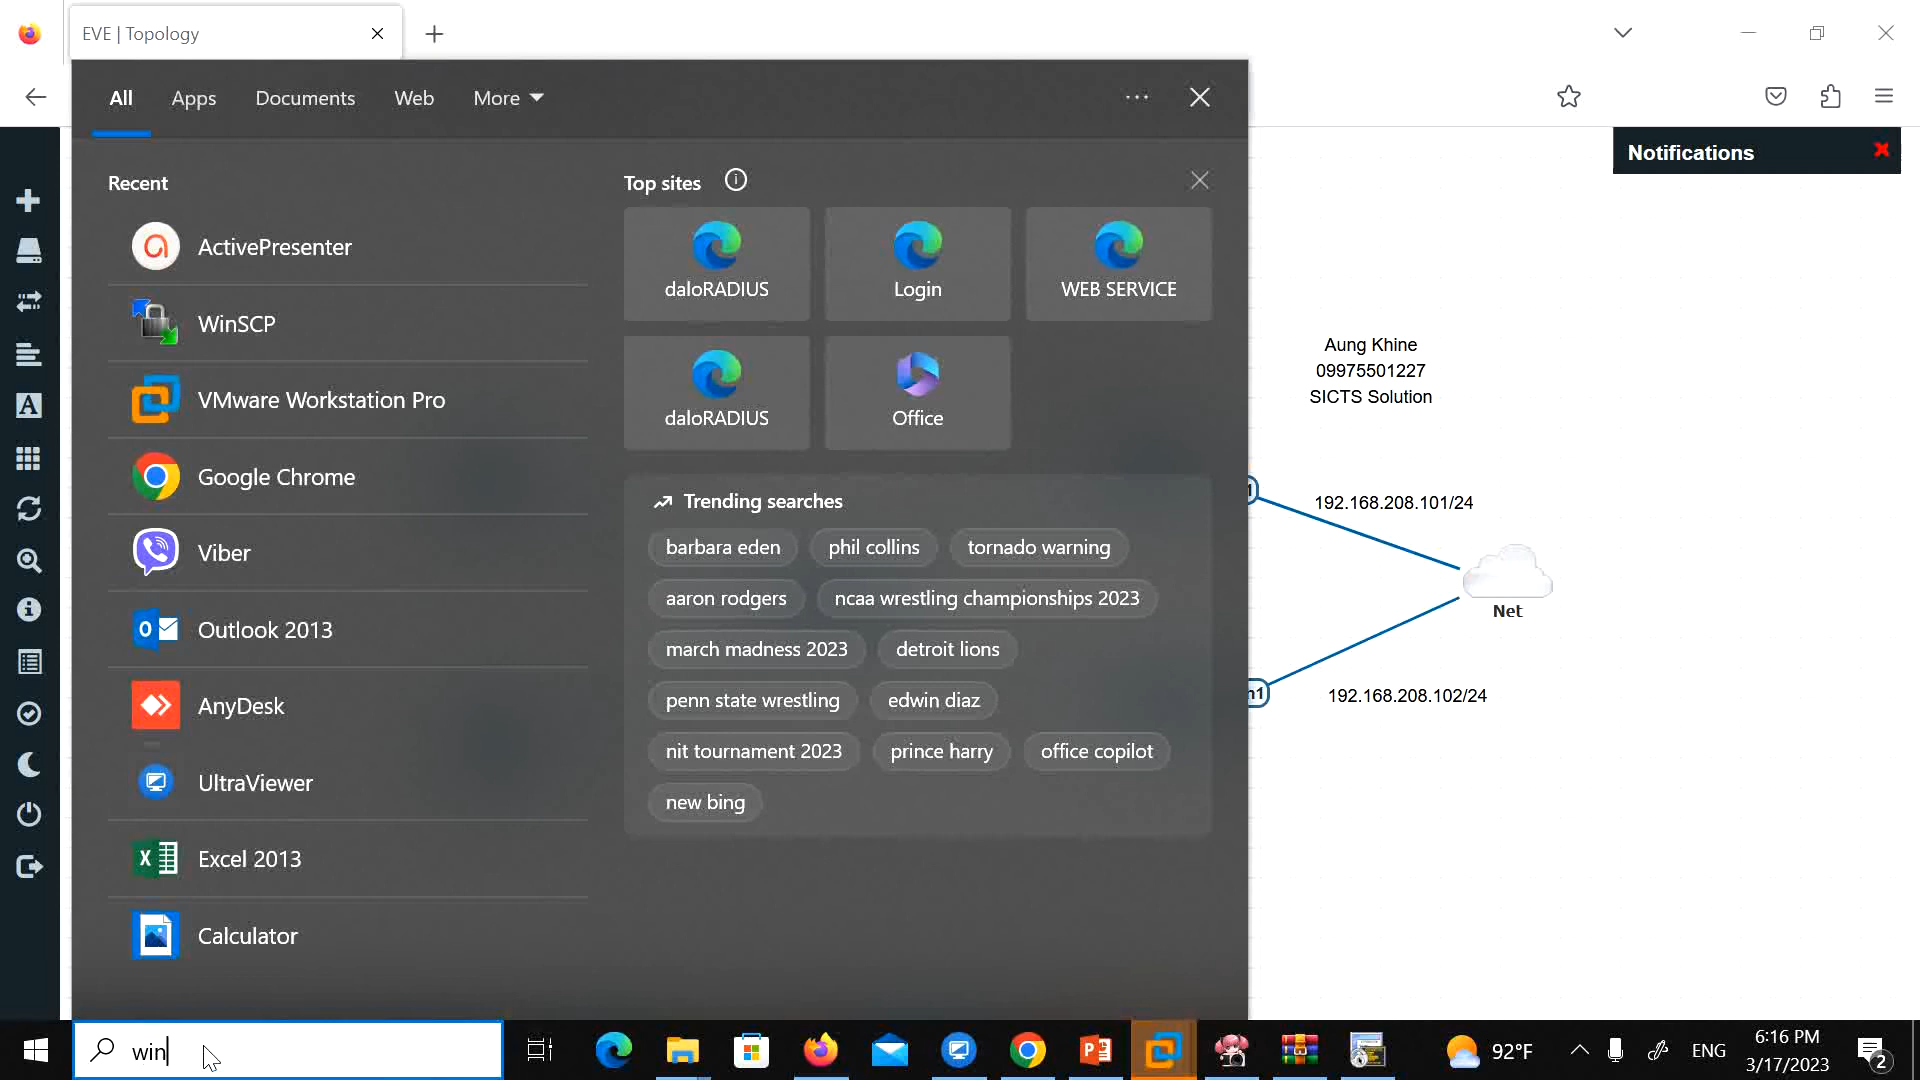 EVE | Topology
All
Apps
Documents
Web
More
Recent
ActivePresenter
WinSCP
VMware Workstation Pro
Google Chrome
Viber
Outlook 2013
AnyDesk
UltraViewer
Excel 2013
Calculator
Top sites
daloRADIUS
Login
WEB SERVICE
daloRADIUS
Office
Trending searches
barbara eden
phil collins
tornado warning
aaron rodgers
ncaa wrestling championships 2023
march madness 2023
detroit lions
penn state wrestling
edwin diaz
nit tournament 2023
prince harry
office copilot
new bing
Notifications
Aung Khine
09975501227
SICTS Solution
192.168.208.101/24
Net
192.168.208.102/24
win
92°F
ENG
6:16 PM
3/17/2023
2